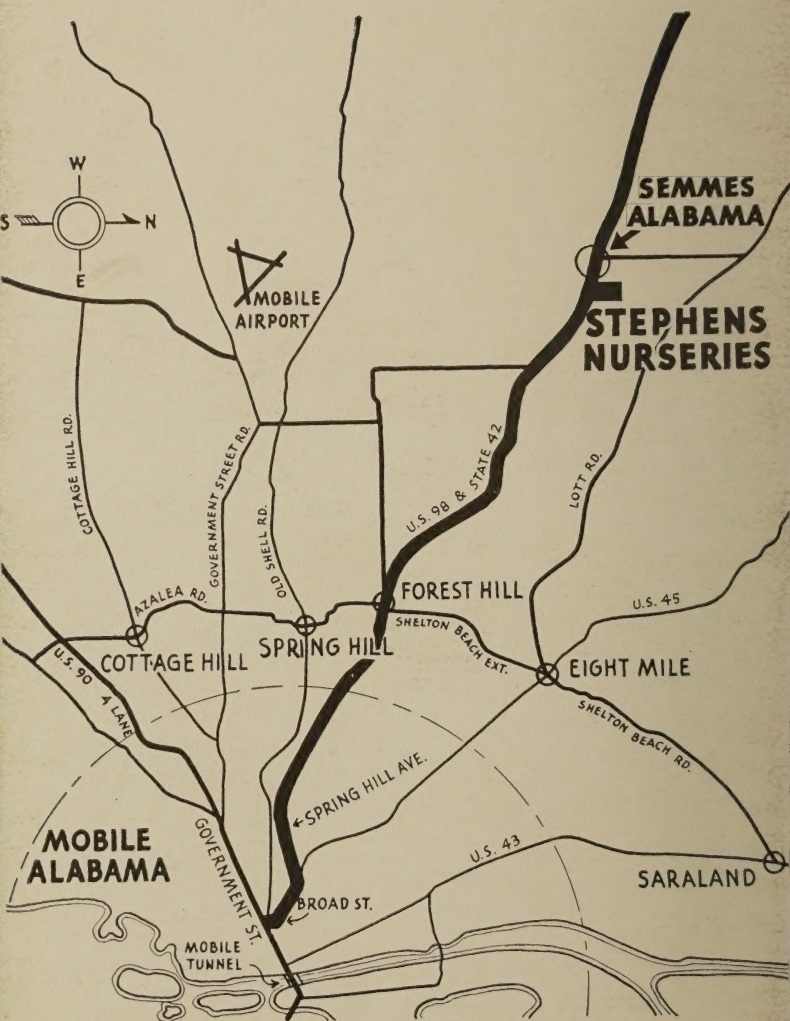 W
S
N
E
SEMMES
ALABAMA
MOBILE
AIRPORT
STEPHENS
NURSERIES
COTTAGE HILL RD.
GOVERNMENT STREET RD.
OLD SHELL RD.
U.S. 98 & STATE 42
LOTT RD.
AZALEA RD.
FOREST HILL
U.S. 45
SHELTON BEACH EXT.
SPRING HILL
COTTAGE HILL
EIGHT MILE
U.S. 90
4 LANE
SHELTON BEACH RD.
SPRING HILL AVE.
MOBILE
ALABAMA
GOVERNMENT ST.
U.S. 43
SARALAND
BROAD ST.
MOBILE
TUNNEL